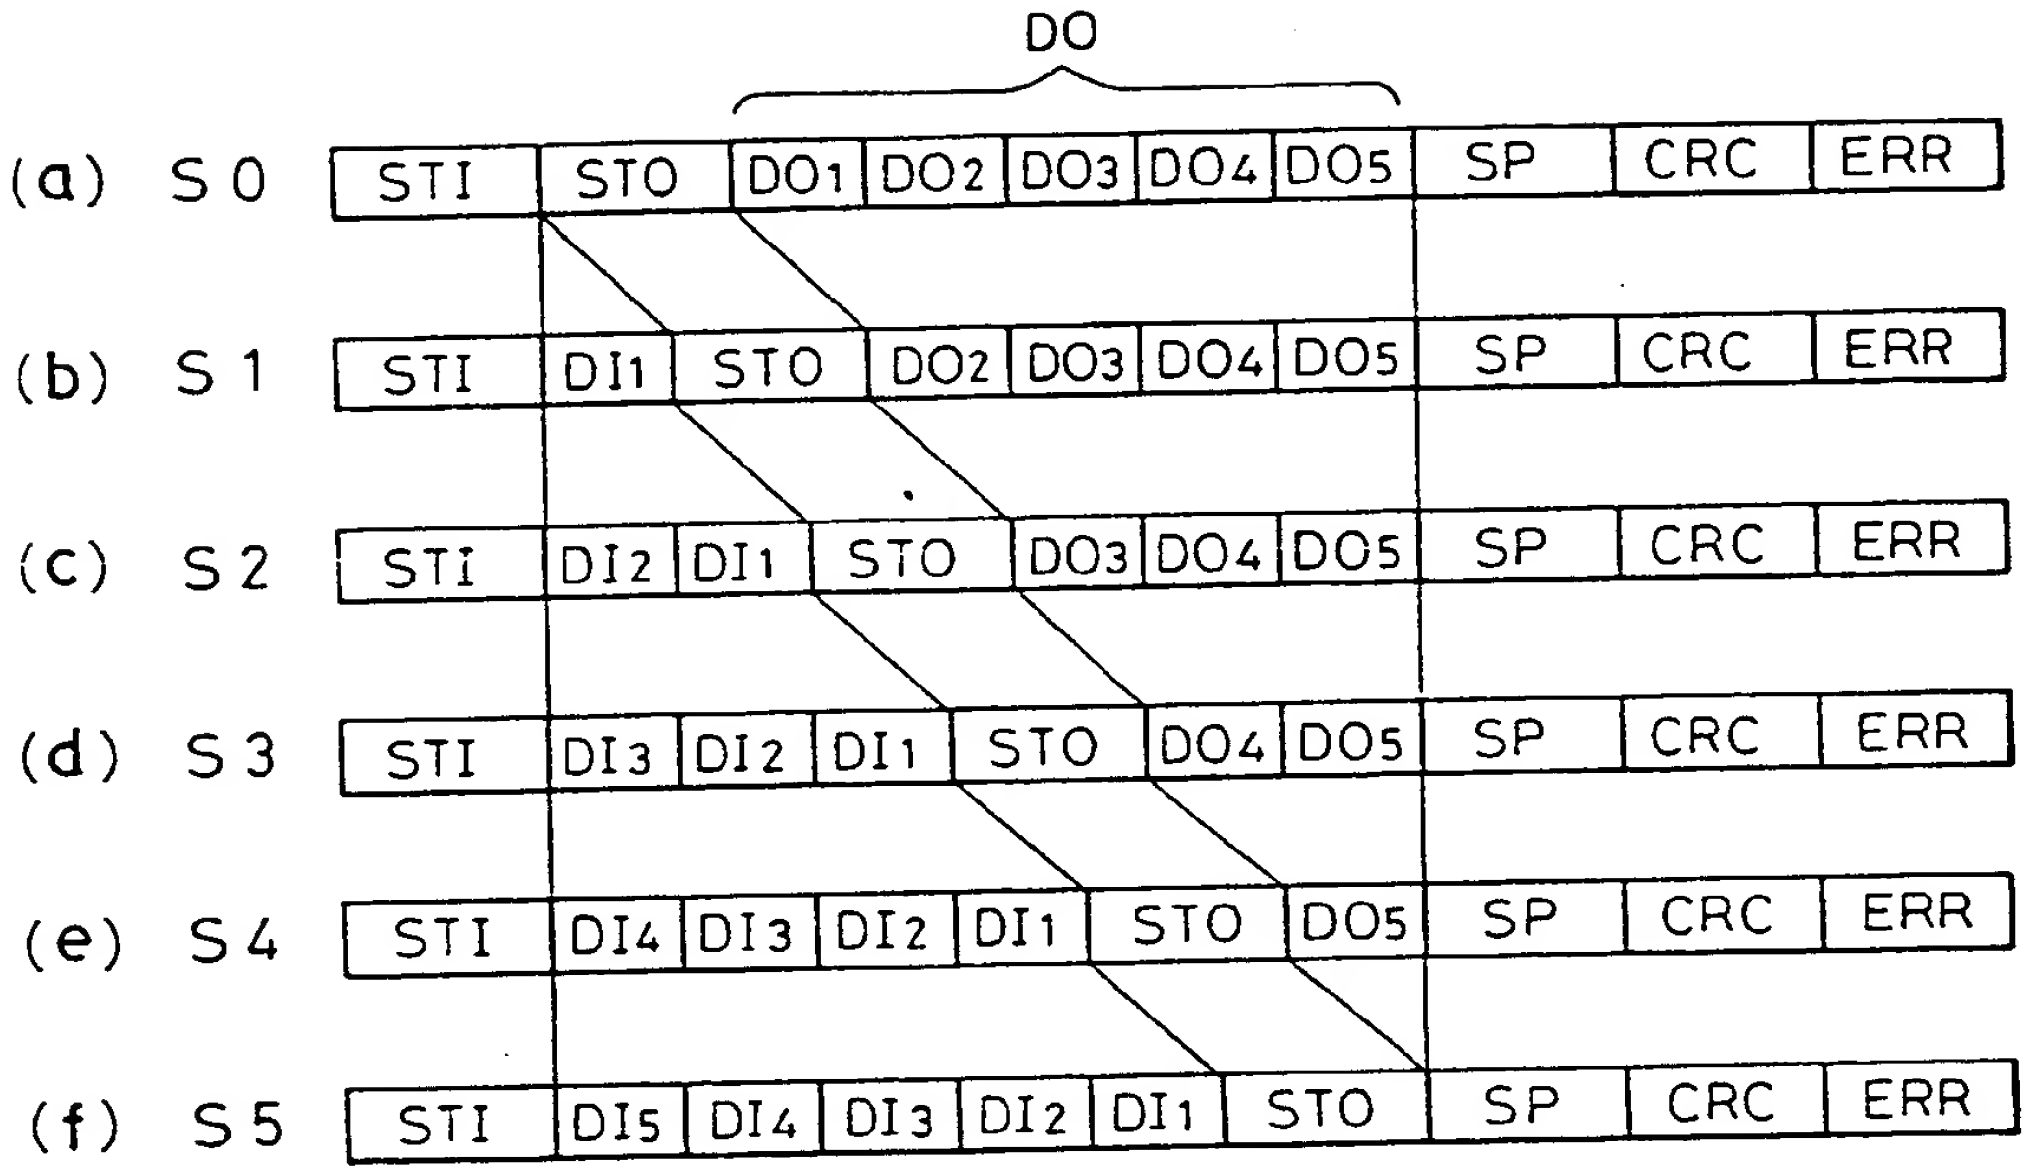 DO
(a) S0 STI STO DO1 DO2 DO3 DO4 DO5 SP CRC ERR
(b) S1 STI DI1 STO DO2 DO3 DO4 DO5 SP CRC ERR
(c) S2 STI DI2 DI1 STO DO3 DO4 DO5 SP CRC ERR
(d) S3 STI DI3 DI2 DI1 STO DO4 DO5 SP CRC ERR
(e) S4 STI DI4 DI3 DI2 DI1 STO DO5 SP CRC ERR
(f) S5 STI DI5 DI4 DI3 DI2 DI1 STO SP CRC ERR